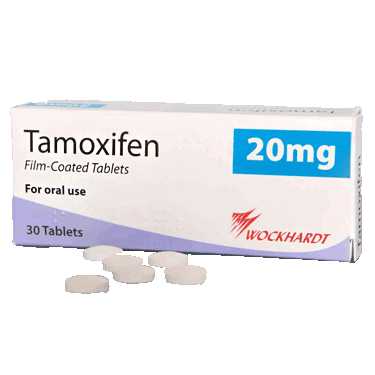 Tamoxifen
20mg
Film-Coated Tablets
For oral use
30 Tablets
WOCKHARDT